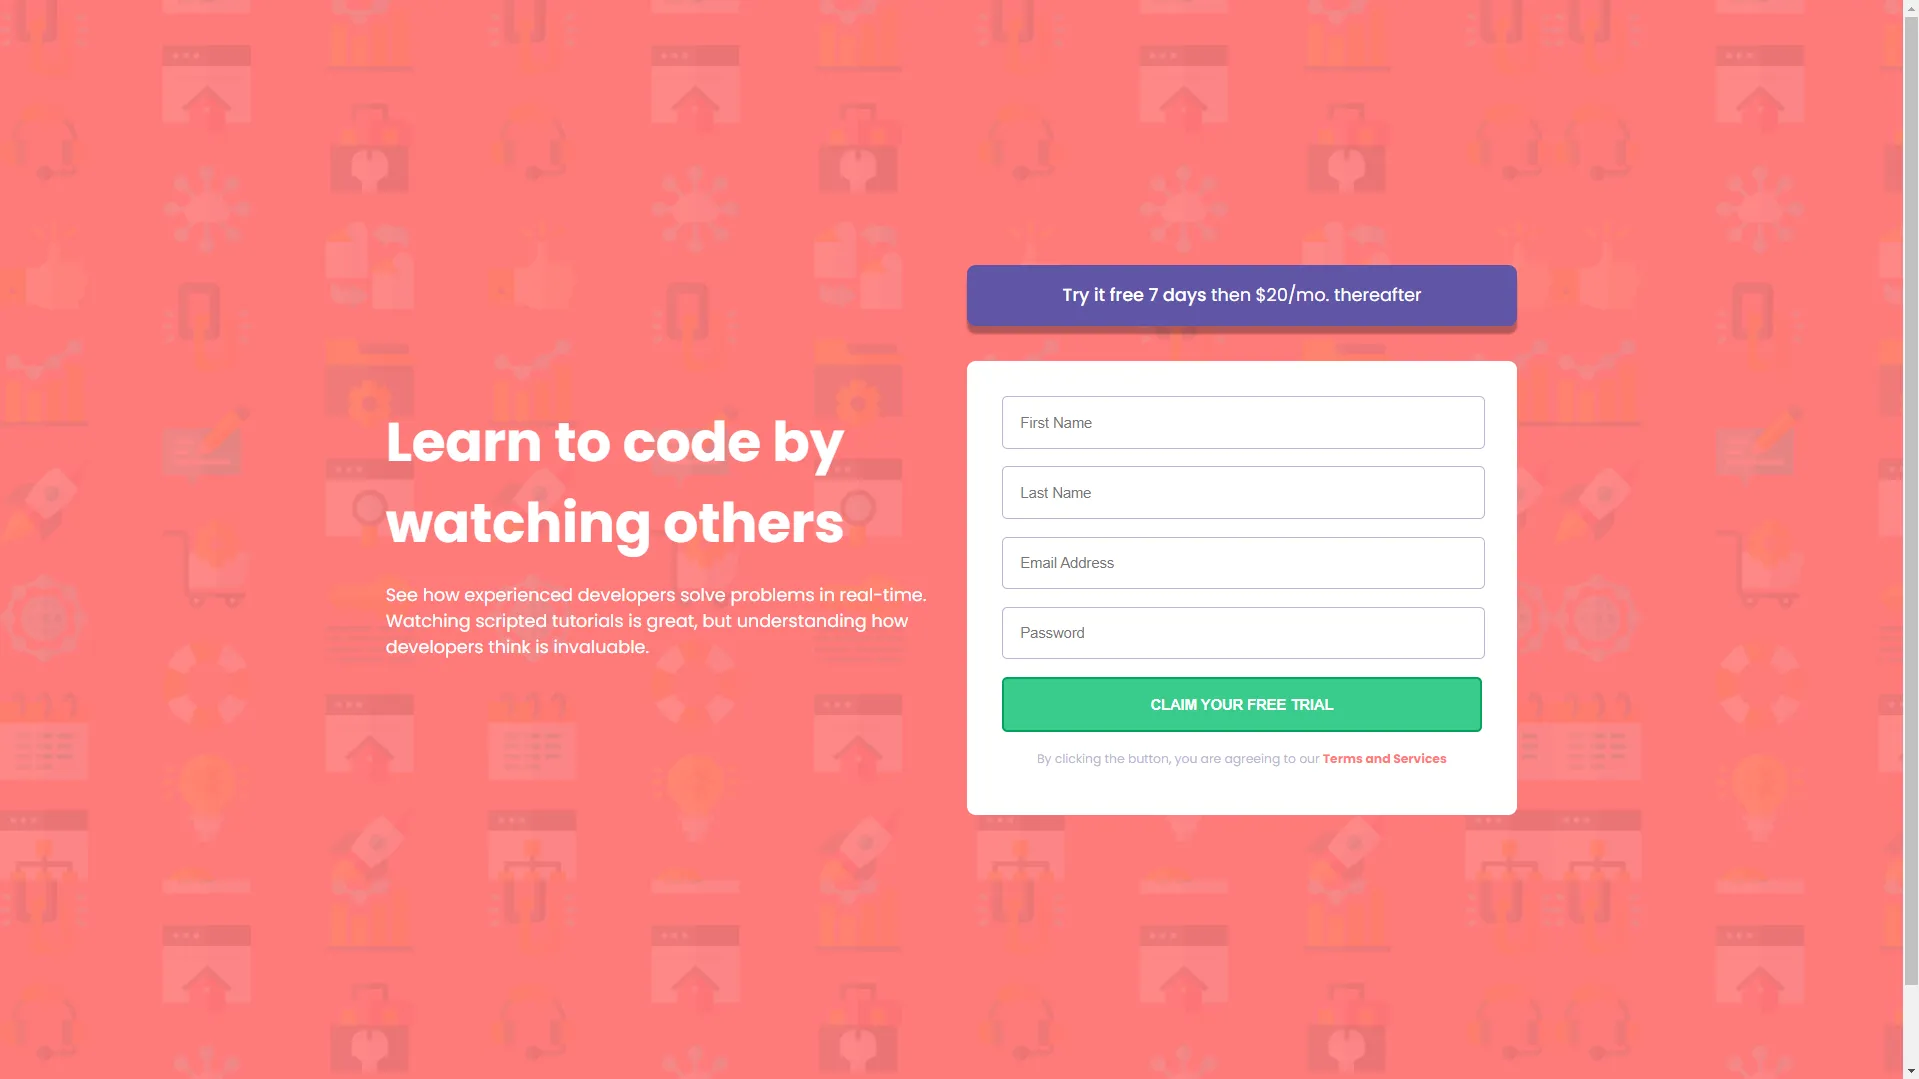 Learn to code by
watching others
See how experienced developers solve problems in real-time.
Watching scripted tutorials is great, but understanding how
developers think is invaluable.
Try it free 7 days then $20/mo. thereafter
First Name
Last Name
Email Address
Password
CLAIM YOUR FREE TRIAL
By clicking the button, you are agreeing to our Terms and Services